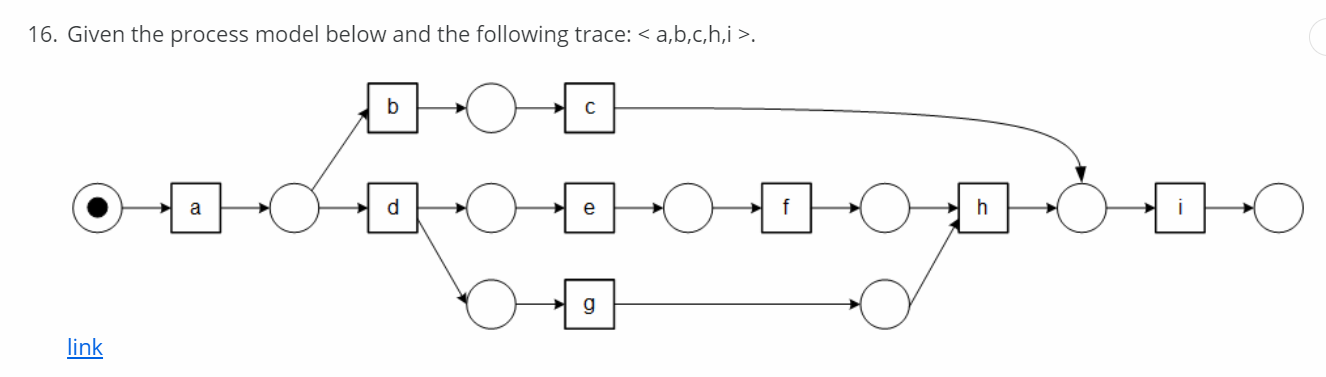 16. Given the process model below and the following trace: < a,b,c,h,i >.
b c
a d e f h i
g
link